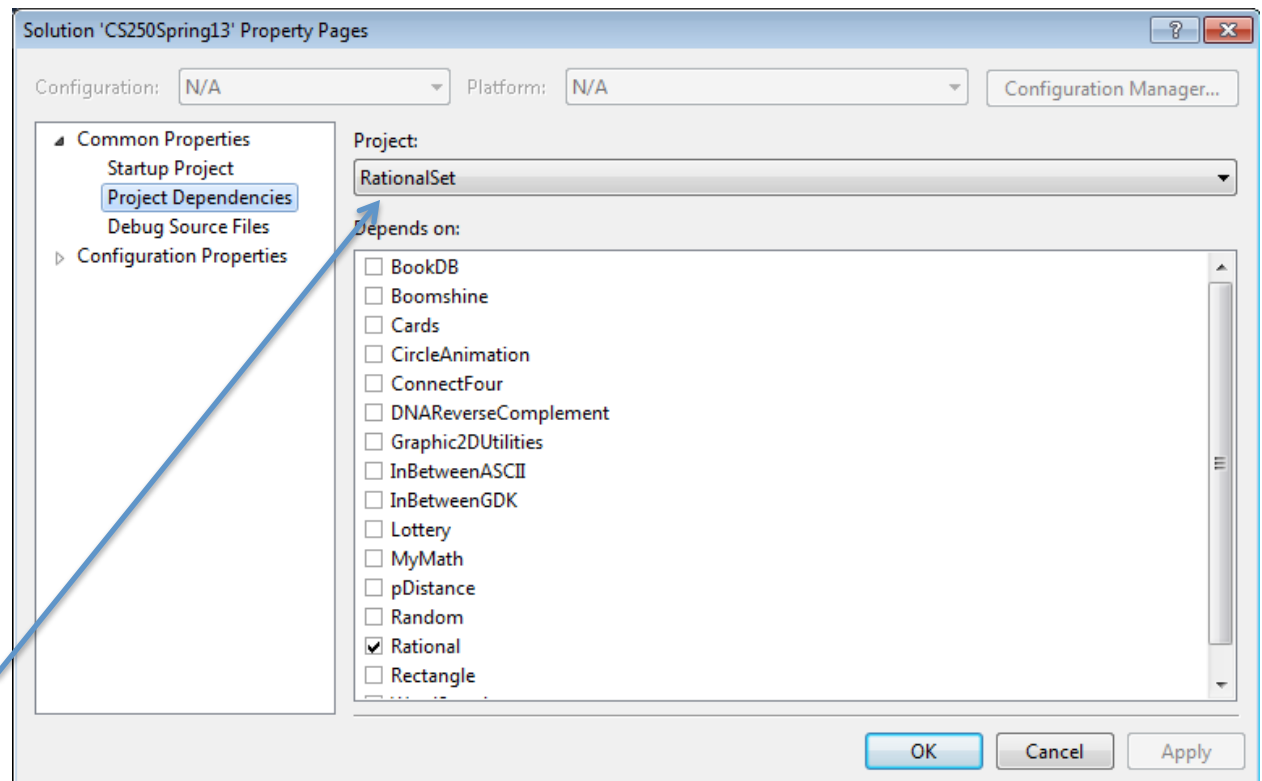 Solution 'CS250Spring13' Property Pages
Configuration: N/A Platform: N/A Configuration Manager...
Common Properties
Startup Project
Project Dependencies
Debug Source Files
Configuration Properties
Project:
RationalSet
Depends on:
BookDB
Boomshine
Cards
CircleAnimation
ConnectFour
DNAReverseComplement
Graphic2DUtilities
InBetweenASCII
InBetweenGDK
Lottery
MyMath
pDistance
Random
Rational
Rectangle
OK Cancel Apply